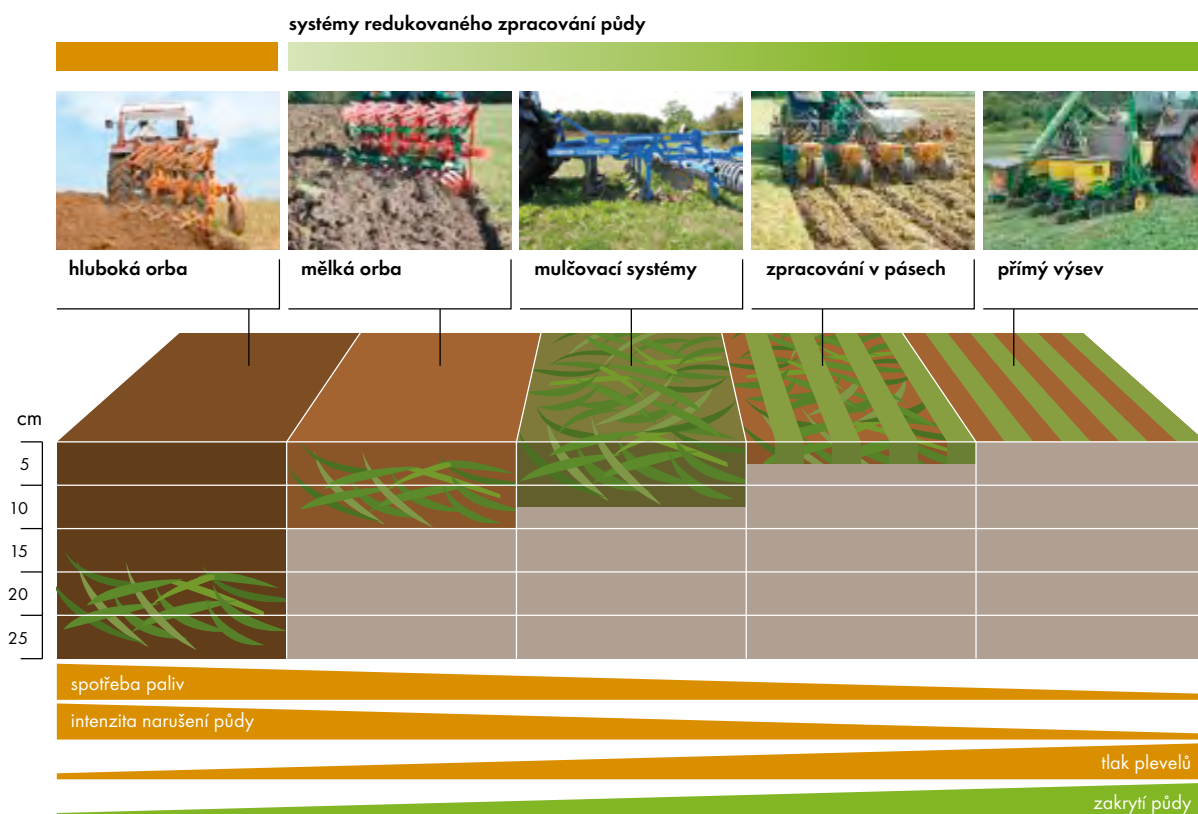 systémy redukovaného zpracování půdy
hluboká orba
mělká orba
mulčovací systémy
zpracování v pásech
přímý výsev
cm
5
10
15
20
25
spotřeba paliv
intenzita narušení půdy
tlak plevelů
zakrytí půdy